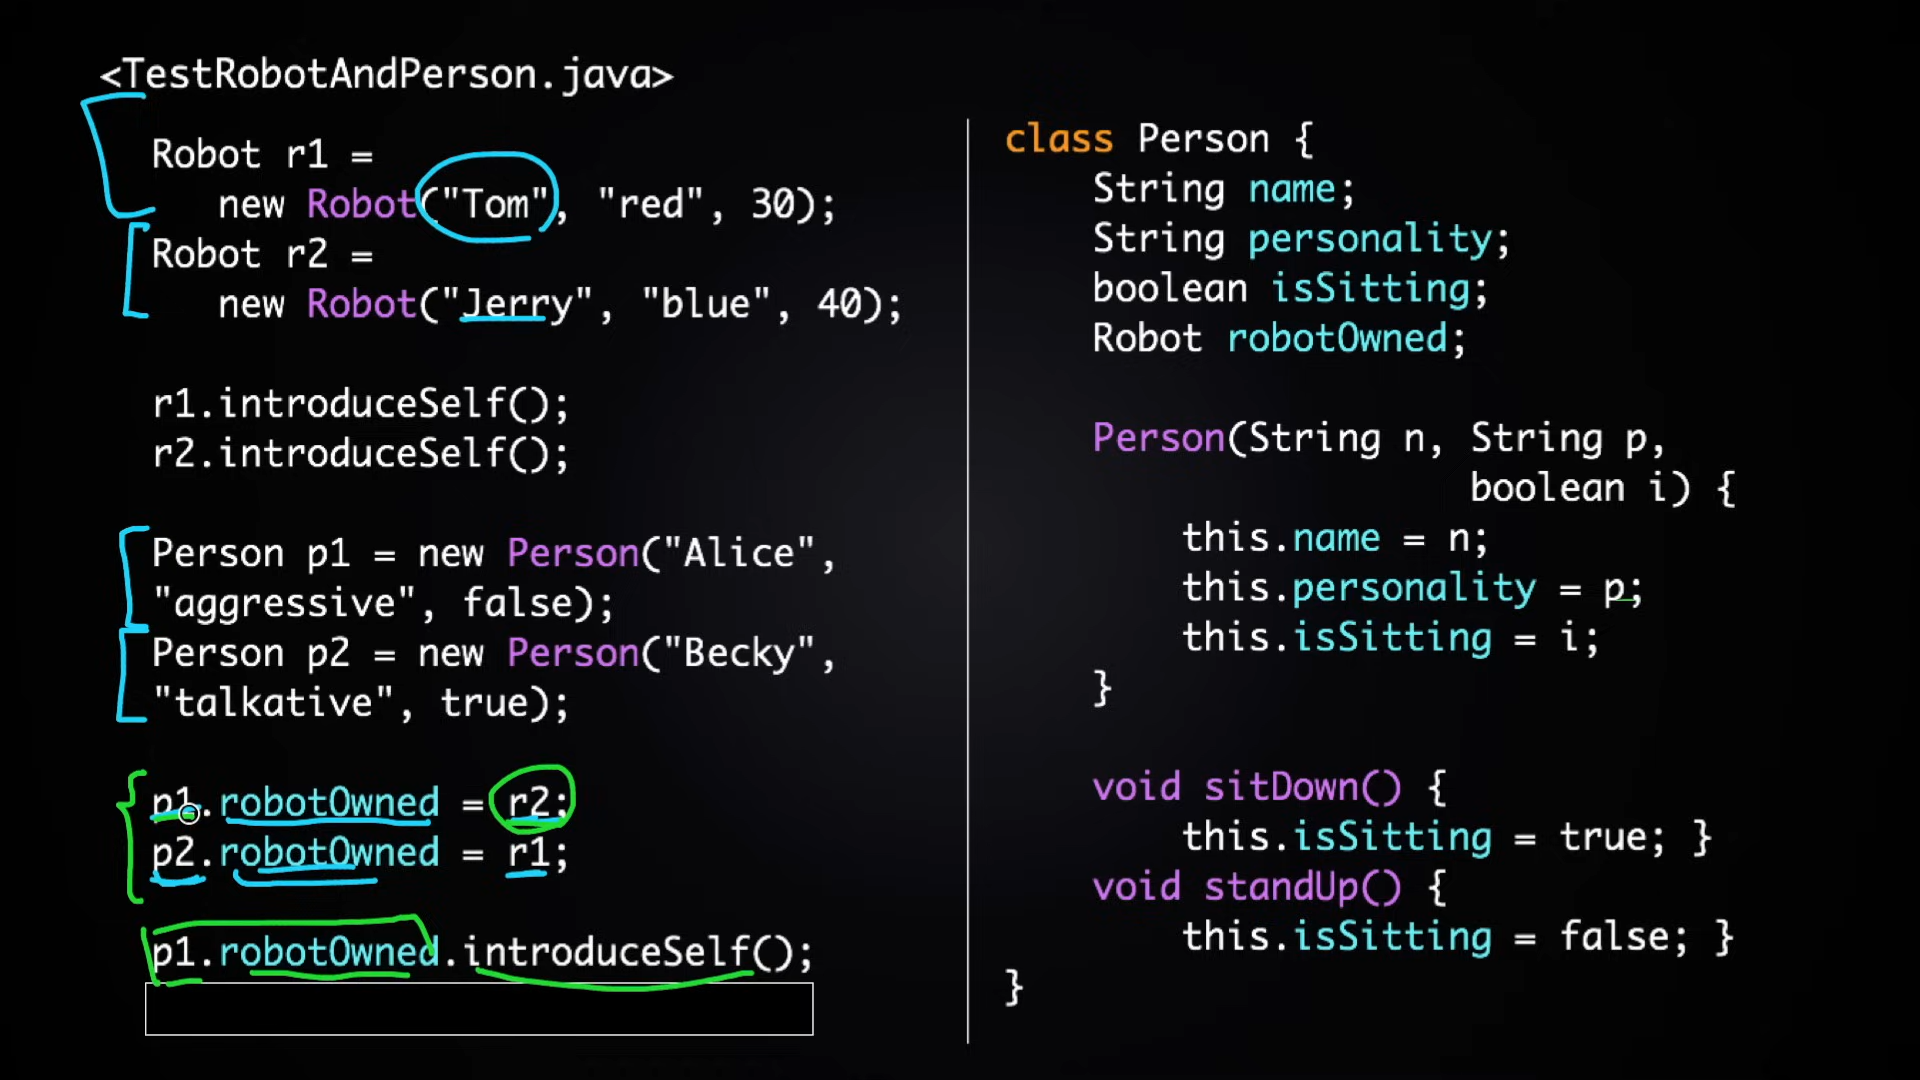 <TestRobotAndPerson.java>
Robot r1 =
new Robot("Tom", "red", 30);
Robot r2 =
new Robot("Jerry", "blue", 40);
r1.introduceSelf();
r2.introduceSelf();
Person p1 = new Person("Alice",
"aggressive", false);
Person p2 = new Person("Becky",
"talkative", true);
p1.robotOwned = r2;
p2.robotOwned = r1;
p1.robotOwned.introduceSelf();
class Person {
String name;
String personality;
boolean isSitting;
Robot robotOwned;
Person(String n, String p,
boolean i) {
this.name = n;
this.personality = p;
this.isSitting = i;
}
void sitDown() {
this.isSitting = true; }
void standUp() {
this.isSitting = false; }
}